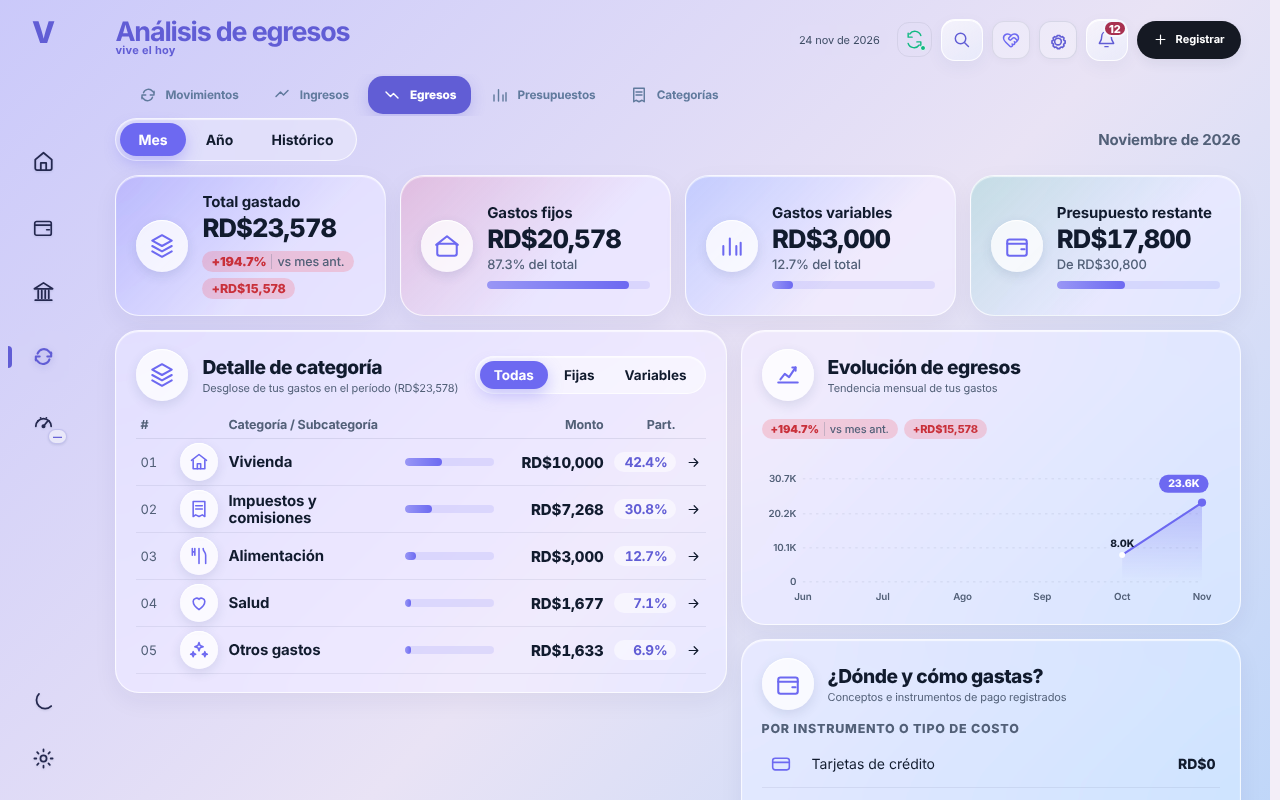 V
Análisis de egresos
vive el hoy
24 nov de 2026
12
Registrar
Movimientos
Ingresos
Egresos
Presupuestos
Categorías
Mes
Año
Histórico
Noviembre de 2026
Total gastado
RD$23,578
+194.7% vs mes ant.
+RD$15,578
Gastos fijos
RD$20,578
87.3% del total
Gastos variables
RD$3,000
12.7% del total
Presupuesto restante
RD$17,800
De RD$30,800
Detalle de categoría
Desglose de tus gastos en el período (RD$23,578)
Todas
Fijas
Variables
# Categoría / Subcategoría Monto Part.
01 Vivienda RD$10,000 42.4%
02 Impuestos y
comisiones RD$7,268 30.8%
03 Alimentación RD$3,000 12.7%
04 Salud RD$1,677 7.1%
05 Otros gastos RD$1,633 6.9%
Evolución de egresos
Tendencia mensual de tus gastos
+194.7% vs mes ant. +RD$15,578
30.7K
23.6K
20.2K
10.1K
8.0K
0
Jun Jul Ago Sep Oct Nov
¿Dónde y cómo gastas?
Conceptos e instrumentos de pago registrados
POR INSTRUMENTO O TIPO DE COSTO
Tarjetas de crédito RD$0